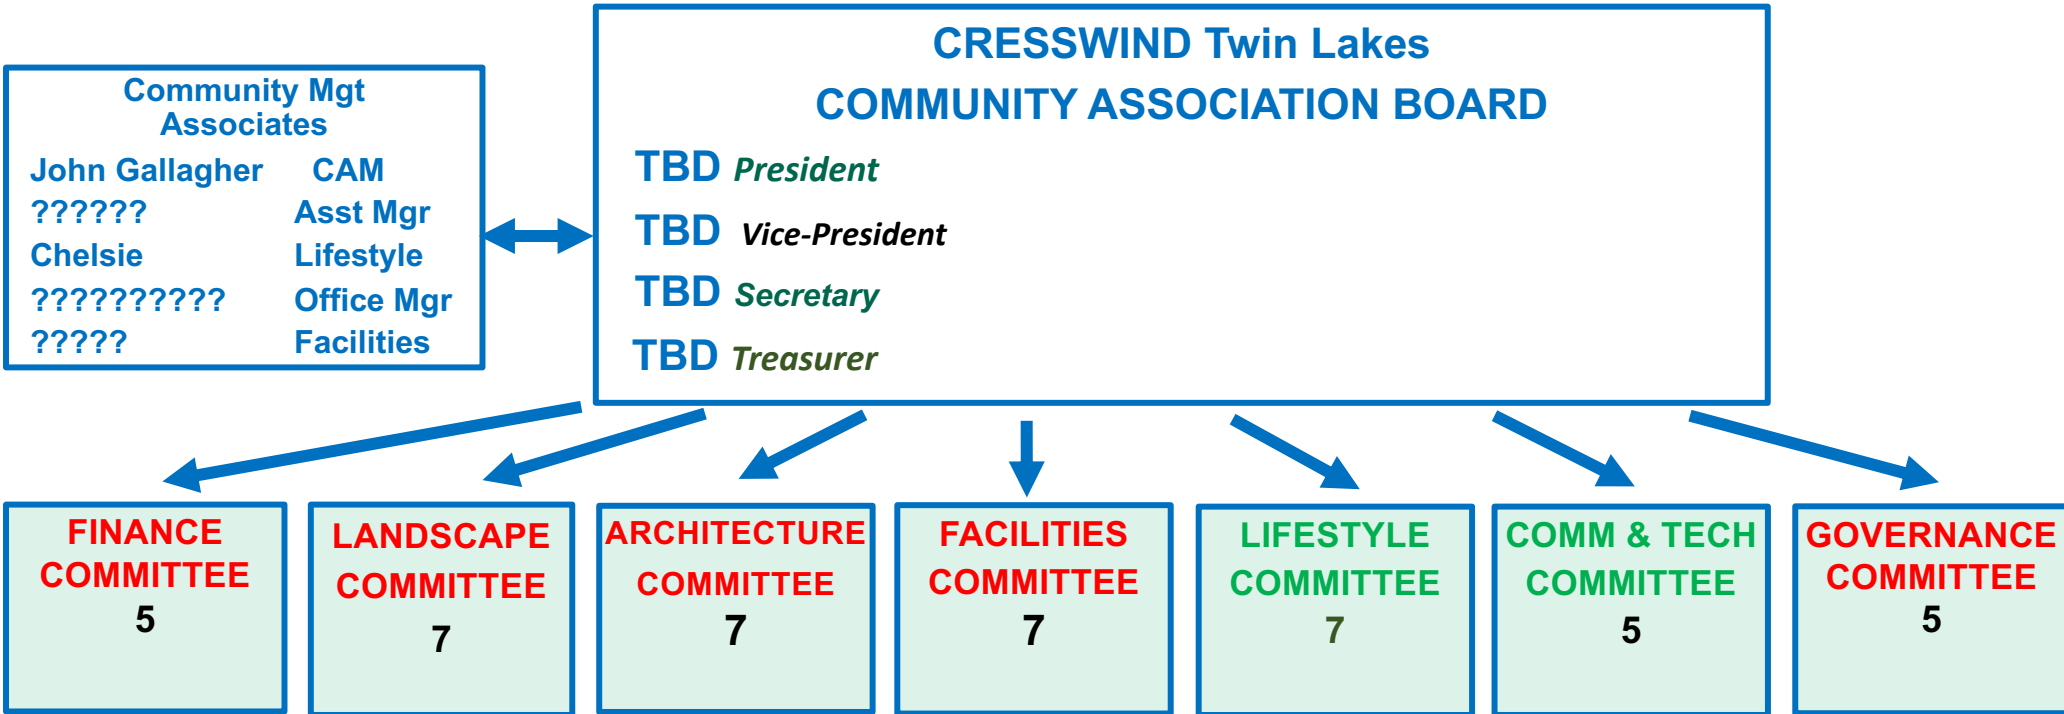 CRESSWIND Twin Lakes
COMMUNITY ASSOCIATION BOARD
TBD President
TBD Vice-President
TBD Secretary
TBD Treasurer
Community Mgt
Associates
John Gallagher CAM
?????? Asst Mgr
Chelsie Lifestyle
?????????? Office Mgr
????? Facilities
FINANCE
COMMITTEE
5
LANDSCAPE
COMMITTEE
7
ARCHITECTURE
COMMITTEE
7
FACILITIES
COMMITTEE
7
LIFESTYLE
COMMITTEE
7
COMM & TECH
COMMITTEE
5
GOVERNANCE
COMMITTEE
5